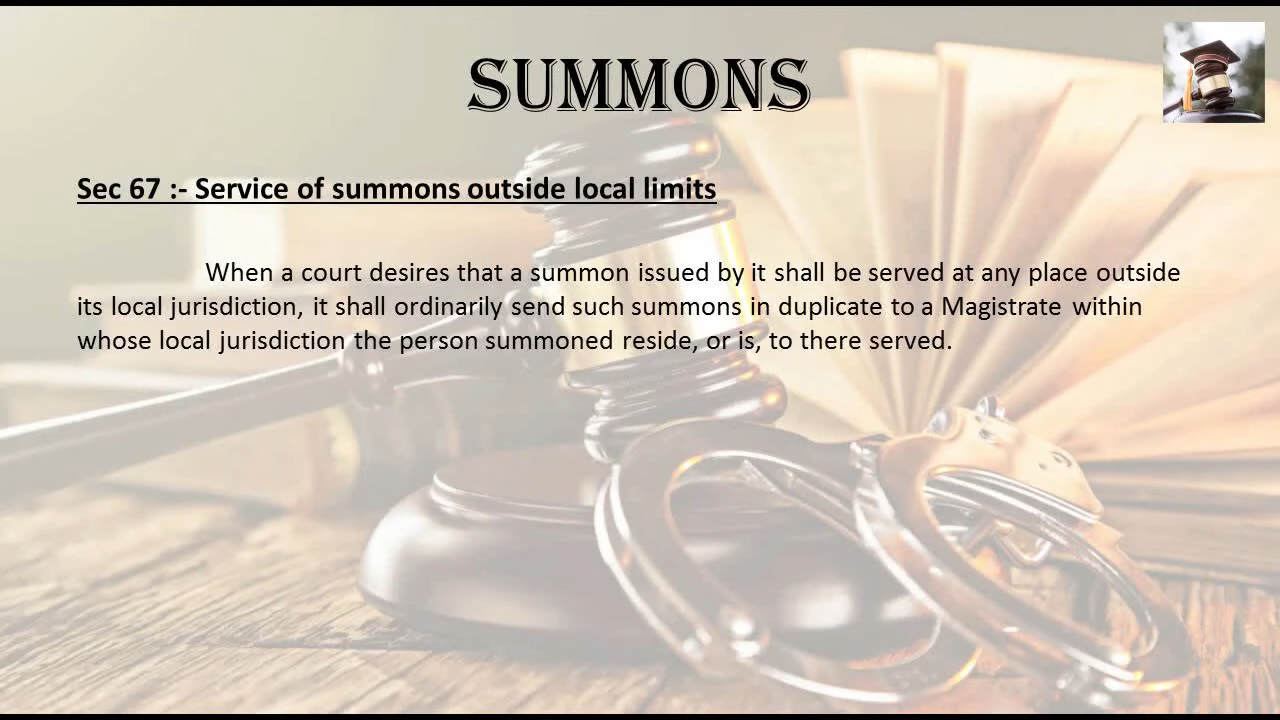 SUMMONS
Sec 67 :- Service of summons outside local limits
When a court desires that a summon issued by it shall be served at any place outside
its local jurisdiction, it shall ordinarily send such summons in duplicate to a Magistrate within
whose local jurisdiction the person summoned reside, or is, to there served.